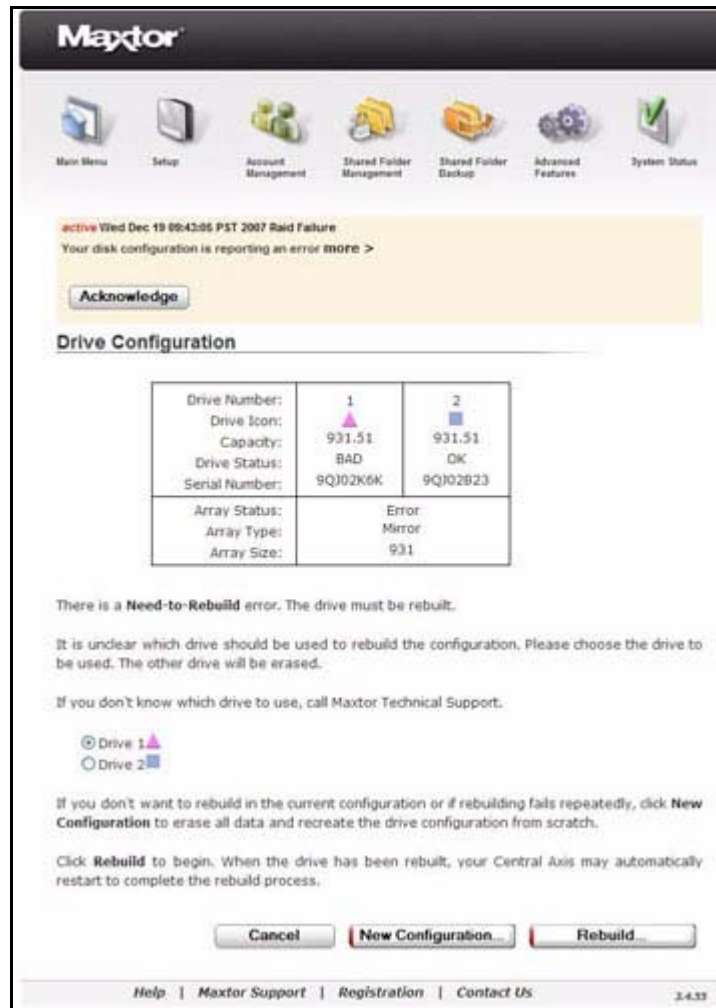 Maxtor
Main Menu
Setup
Account Management
Shared Folder Management
Shared Folder Backup
Advanced Features
System Status
active Wed Dec 19 09:43:05 PST 2007 Raid Failure
Your disk configuration is reporting an error more >
Acknowledge
Drive Configuration
Drive Number: 1 2
Drive Icon:
Capacity: 931.51 931.51
Drive Status: BAD OK
Serial Number: 9QJ02K6K 9QJ02B23
Array Status: Error
Array Type: Mirror
Array Size: 931
There is a Need-to-Rebuild error. The drive must be rebuilt.
It is unclear which drive should be used to rebuild the configuration. Please choose the drive to
be used. The other drive will be erased.
If you don't know which drive to use, call Maxtor Technical Support.
Drive 1
Drive 2
If you don't want to rebuild in the current configuration or if rebuilding fails repeatedly, click New
Configuration to erase all data and recreate the drive configuration from scratch.
Click Rebuild to begin. When the drive has been rebuilt, your Central Axis may automatically
restart to complete the rebuild process.
Cancel
New Configuration...
Rebuild...
Help | Maxtor Support | Registration | Contact Us